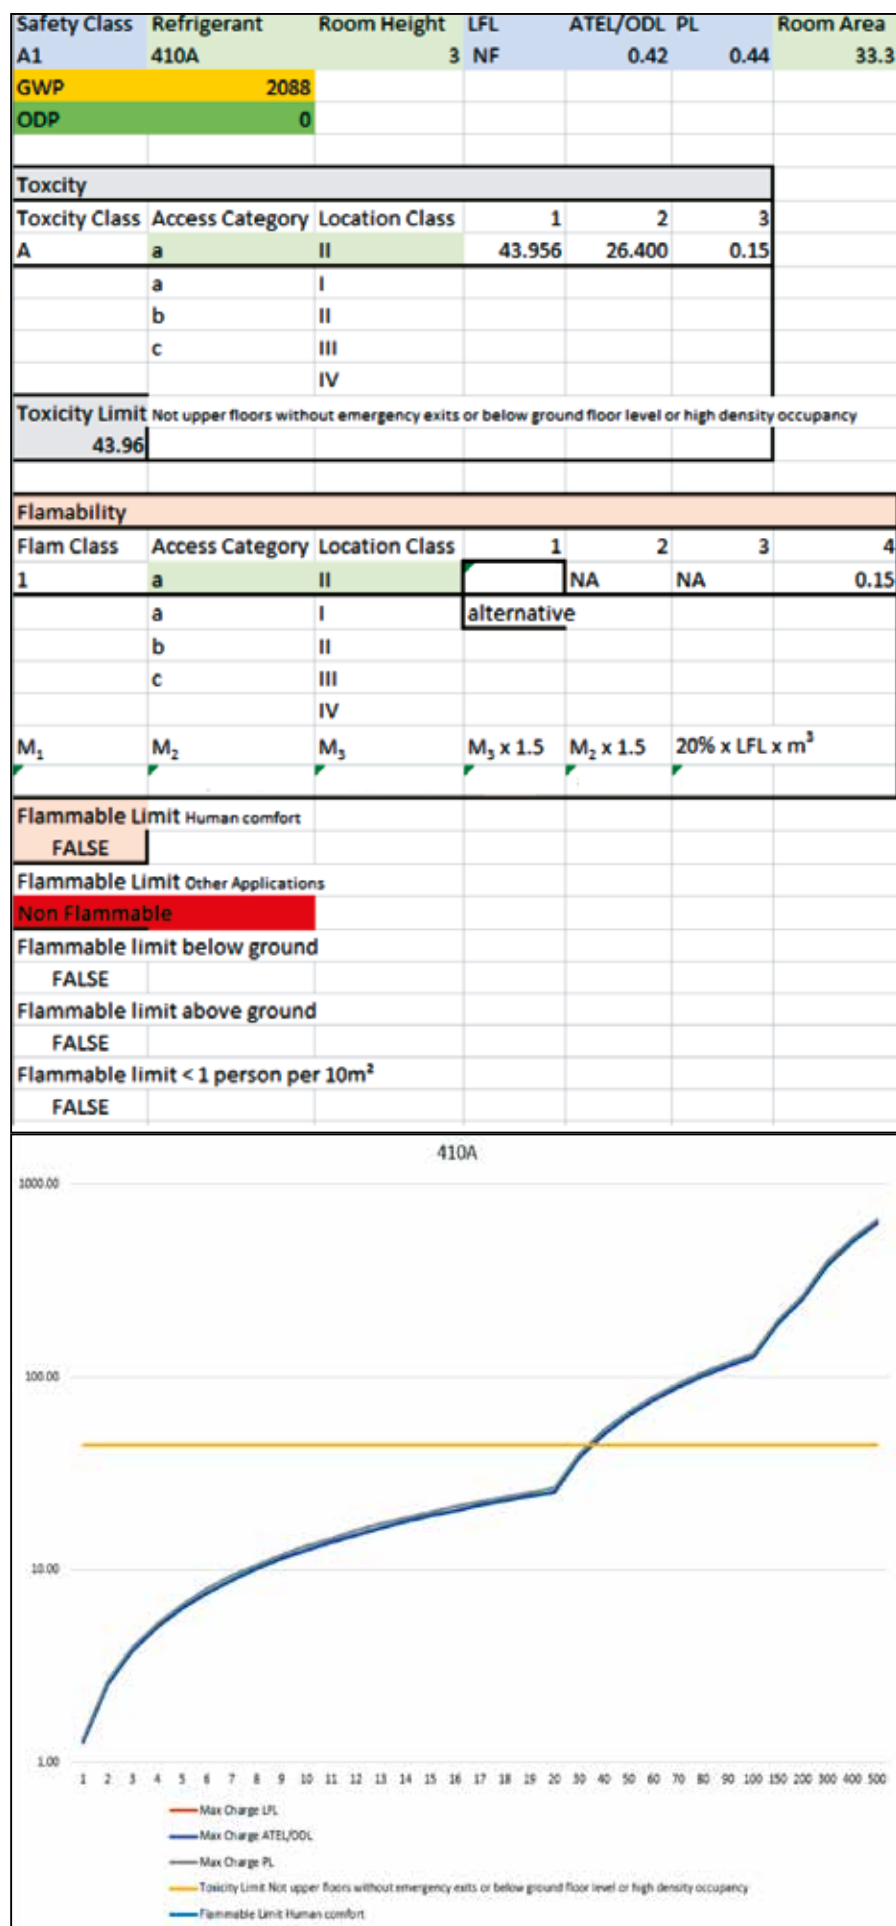 Safety Class Refrigerant Room Height LFL ATEL/ODL PL Room Area
A1 410A 3 NF 0.42 0.44 33.3
GWP 2088
ODP 0
Toxcity
Toxcity Class Access Category Location Class 1 2 3
A a II 43.956 26.400 0.15
a I
b II
c III
IV
Toxicity Limit Not upper floors without emergency exits or below ground floor level or high density occupancy
43.96
Flamability
Flam Class Access Category Location Class 1 2 3 4
1 a II NA NA 0.15
a I alternative
b II
c III
IV
M₁ M₂ M₃ M₃ x 1.5 M₂ x 1.5 20% x LFL x m³
Flammable Limit Human comfort
FALSE
Flammable Limit Other Applications
Non Flammable
Flammable limit below ground
FALSE
Flammable limit above ground
FALSE
Flammable limit < 1 person per 10m²
FALSE
410A
1000.00
100.00
10.00
1.00
1 2 3 4 5 6 7 8 9 10 11 12 13 14 15 16 17 18 19 20 30 40 50 60 70 80 90 100 150 200 300 400 500
Max Charge LFL
Max Charge ATEL/ODL
Max Charge PL
Toxicity Limit Not upper floors without emergency exits or below ground floor level or high density occupancy
Flammable Limit Human comfort